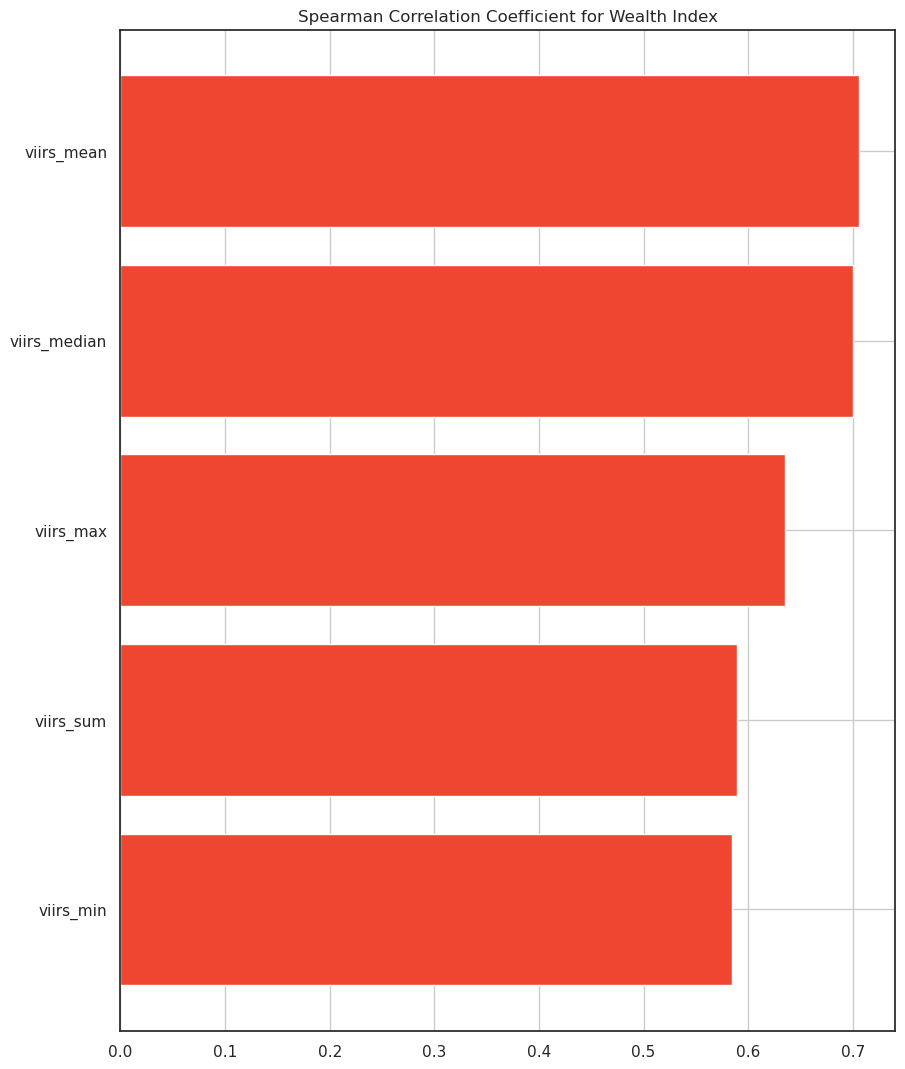 Spearman Correlation Coefficient for Wealth Index
viirs_mean
viirs_median
viirs_max
viirs_sum
viirs_min
0.0 0.1 0.2 0.3 0.4 0.5 0.6 0.7